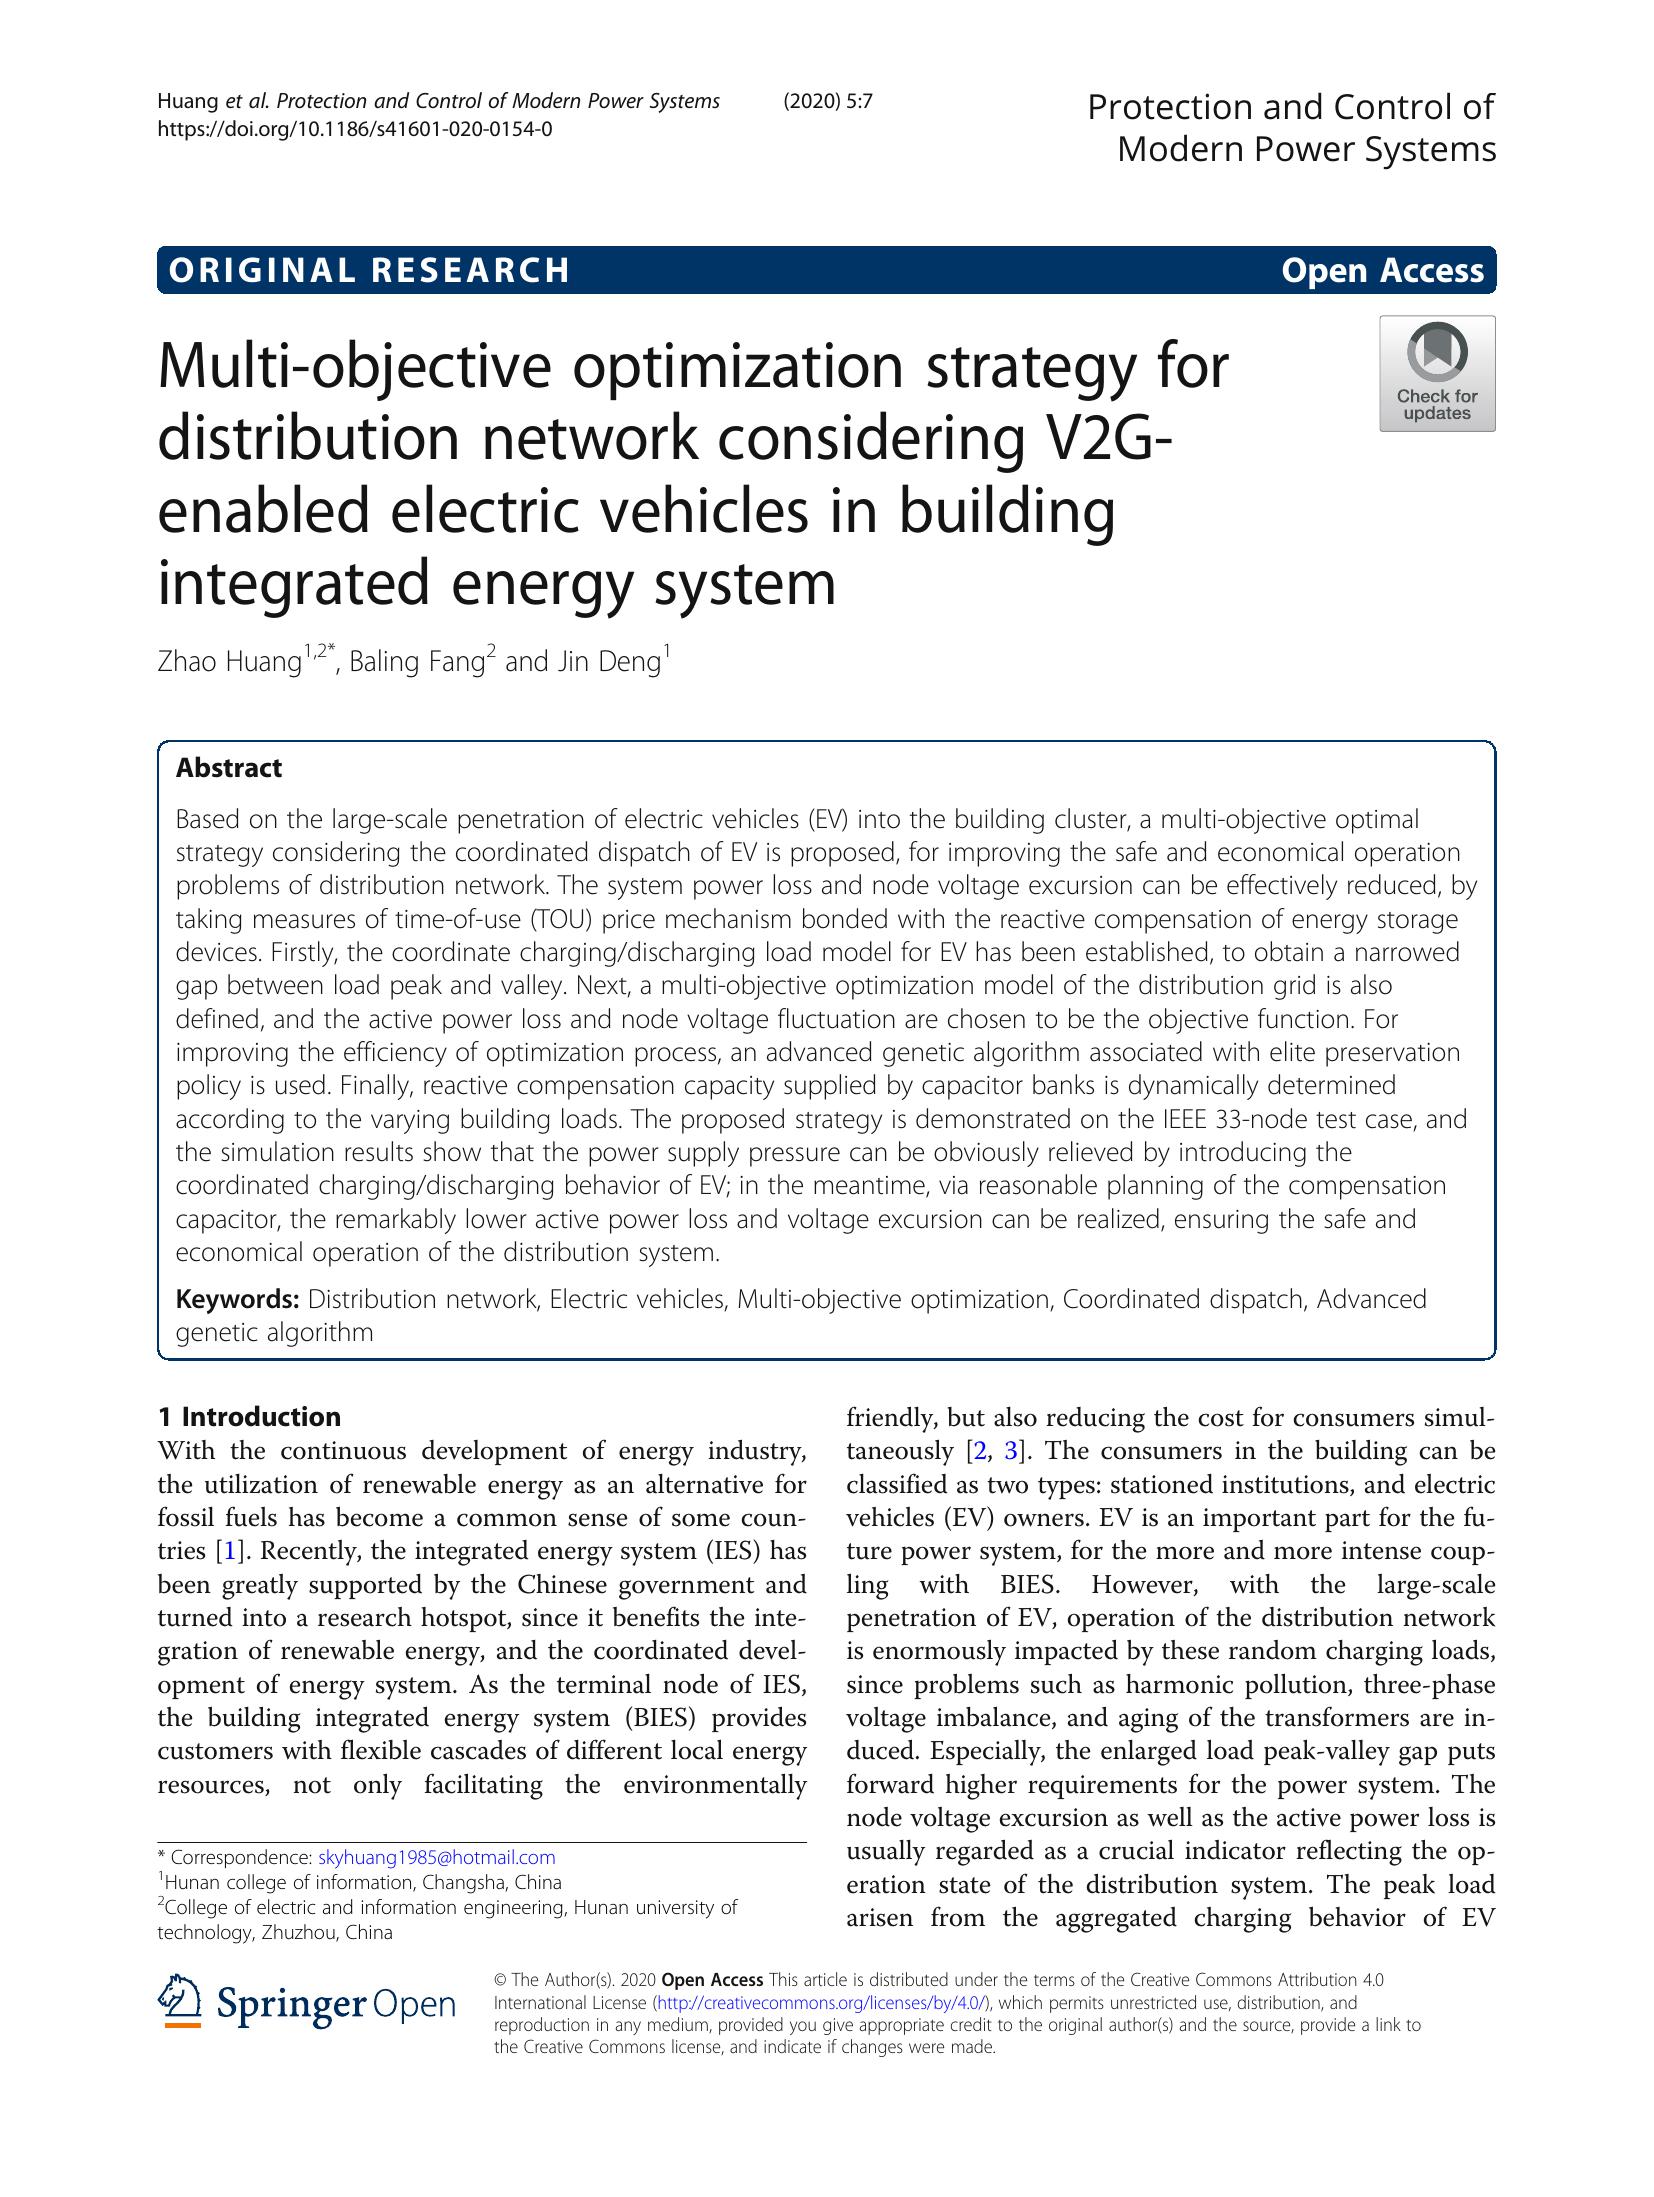 Huang et al. Protection and Control of Modern Power Systems (2020) 5:7
https://doi.org/10.1186/s41601-020-0154-0
Protection and Control of
Modern Power Systems
ORIGINAL RESEARCH Open Access
Check for
updates
Multi-objective optimization strategy for
distribution network considering V2G-
enabled electric vehicles in building
integrated energy system
Zhao Huang1,2*, Baling Fang2 and Jin Deng1
Abstract
Based on the large-scale penetration of electric vehicles (EV) into the building cluster, a multi-objective optimal
strategy considering the coordinated dispatch of EV is proposed, for improving the safe and economical operation
problems of distribution network. The system power loss and node voltage excursion can be effectively reduced, by
taking measures of time-of-use (TOU) price mechanism bonded with the reactive compensation of energy storage
devices. Firstly, the coordinate charging/discharging load model for EV has been established, to obtain a narrowed
gap between load peak and valley. Next, a multi-objective optimization model of the distribution grid is also
defined, and the active power loss and node voltage fluctuation are chosen to be the objective function. For
improving the efficiency of optimization process, an advanced genetic algorithm associated with elite preservation
policy is used. Finally, reactive compensation capacity supplied by capacitor banks is dynamically determined
according to the varying building loads. The proposed strategy is demonstrated on the IEEE 33-node test case, and
the simulation results show that the power supply pressure can be obviously relieved by introducing the
coordinated charging/discharging behavior of EV; in the meantime, via reasonable planning of the compensation
capacitor, the remarkably lower active power loss and voltage excursion can be realized, ensuring the safe and
economical operation of the distribution system.
Keywords: Distribution network, Electric vehicles, Multi-objective optimization, Coordinated dispatch, Advanced
genetic algorithm
1 Introduction
With the continuous development of energy industry,
the utilization of renewable energy as an alternative for
fossil fuels has become a common sense of some coun-
tries [1]. Recently, the integrated energy system (IES) has
been greatly supported by the Chinese government and
turned into a research hotspot, since it benefits the inte-
gration of renewable energy, and the coordinated devel-
opment of energy system. As the terminal node of IES,
the building integrated energy system (BIES) provides
customers with flexible cascades of different local energy
resources, not only facilitating the environmentally
friendly, but also reducing the cost for consumers simul-
taneously [2, 3]. The consumers in the building can be
classified as two types: stationed institutions, and electric
vehicles (EV) owners. EV is an important part for the fu-
ture power system, for the more and more intense coup-
ling with BIES. However, with the large-scale
penetration of EV, operation of the distribution network
is enormously impacted by these random charging loads,
since problems such as harmonic pollution, three-phase
voltage imbalance, and aging of the transformers are in-
duced. Especially, the enlarged load peak-valley gap puts
forward higher requirements for the power system. The
node voltage excursion as well as the active power loss is
usually regarded as a crucial indicator reflecting the op-
eration state of the distribution system. The peak load
arisen from the aggregated charging behavior of EV
* Correspondence: skyhuang1985@hotmail.com
1Hunan college of information, Changsha, China
2College of electric and information engineering, Hunan university of
technology, Zhuzhou, China
Springer Open
© The Author(s). 2020 Open Access This article is distributed under the terms of the Creative Commons Attribution 4.0
International License (http://creativecommons.org/licenses/by/4.0/), which permits unrestricted use, distribution, and
reproduction in any medium, provided you give appropriate credit to the original author(s) and the source, provide a link to
the Creative Commons license, and indicate if changes were made.